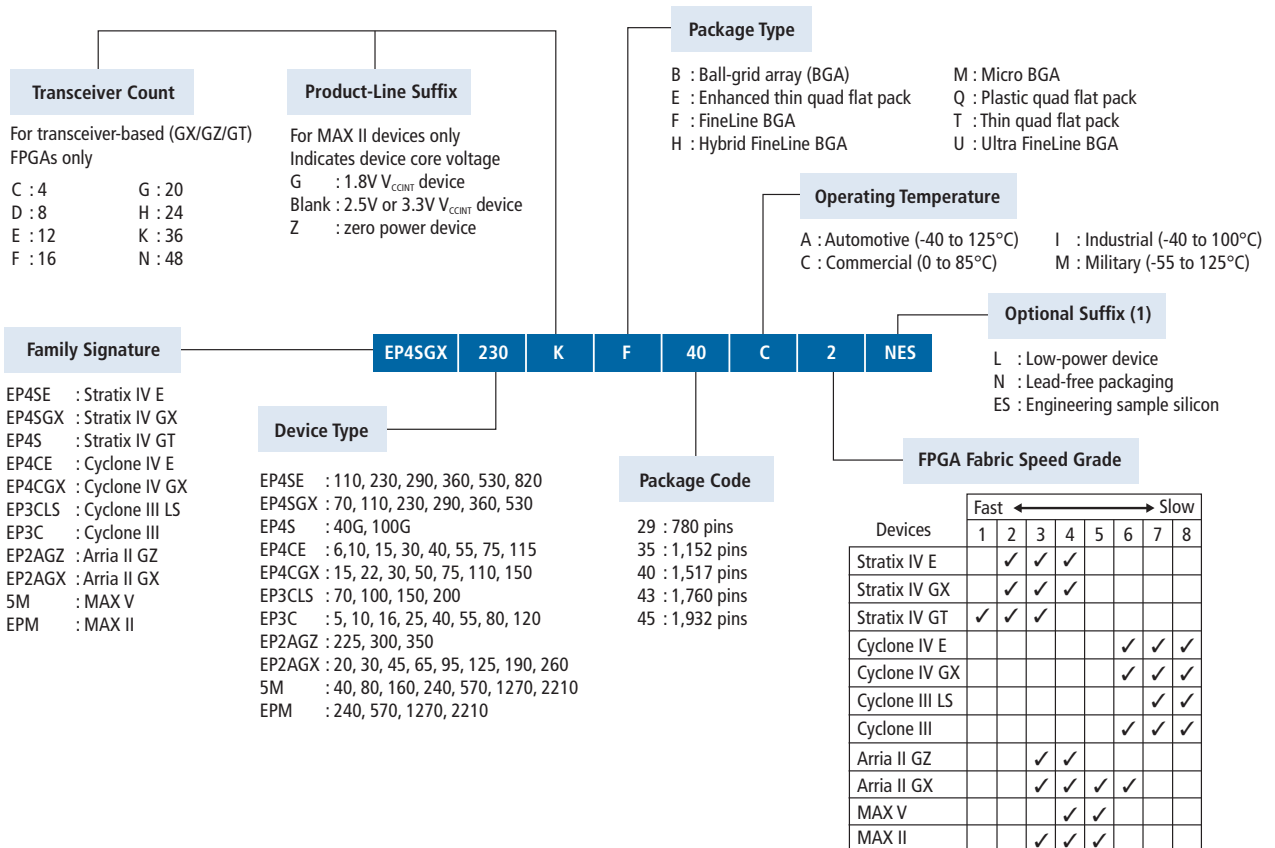 Package Type
B : Ball-grid array (BGA)
E : Enhanced thin quad flat pack
F : FineLine BGA
H : Hybrid FineLine BGA
M : Micro BGA
Q : Plastic quad flat pack
T : Thin quad flat pack
U : Ultra FineLine BGA
Transceiver Count
For transceiver-based (GX/GZ/GT)
FPGAs only
C : 4
D : 8
E : 12
F : 16
G : 20
H : 24
K : 36
N : 48
Product-Line Suffix
For MAX II devices only
Indicates device core voltage
G : 1.8V VCCINT device
Blank : 2.5V or 3.3V VCCINT device
Z : zero power device
Operating Temperature
A : Automotive (-40 to 125°C)
C : Commercial (0 to 85°C)
I : Industrial (-40 to 100°C)
M : Military (-55 to 125°C)
Optional Suffix (1)
L : Low-power device
N : Lead-free packaging
ES : Engineering sample silicon
EP4SGX 230 K F 40 C 2 NES
Family Signature
EP4SE : Stratix IV E
EP4SGX : Stratix IV GX
EP4S : Stratix IV GT
EP4CE : Cyclone IV E
EP4CGX : Cyclone IV GX
EP3CLS : Cyclone III LS
EP3C : Cyclone III
EP2AGZ : Arria II GZ
EP2AGX : Arria II GX
5M : MAX V
EPM : MAX II
Device Type
EP4SE : 110, 230, 290, 360, 530, 820
EP4SGX : 70, 110, 230, 290, 360, 530
EP4S : 40G, 100G
EP4CE : 6,10, 15, 30, 40, 55, 75, 115
EP4CGX : 15, 22, 30, 50, 75, 110, 150
EP3CLS : 70, 100, 150, 200
EP3C : 5, 10, 16, 25, 40, 55, 80, 120
EP2AGZ : 225, 300, 350
EP2AGX : 20, 30, 45, 65, 95, 125, 190, 260
5M : 40, 80, 160, 240, 570, 1270, 2210
EPM : 240, 570, 1270, 2210
Package Code
29 : 780 pins
35 : 1,152 pins
40 : 1,517 pins
43 : 1,760 pins
45 : 1,932 pins
FPGA Fabric Speed Grade
Fast Slow
Devices 1 2 3 4 5 6 7 8
Stratix IV E ✓ ✓ ✓
Stratix IV GX ✓ ✓ ✓
Stratix IV GT ✓ ✓ ✓
Cyclone IV E ✓ ✓ ✓
Cyclone IV GX ✓ ✓ ✓
Cyclone III LS ✓ ✓
Cyclone III ✓ ✓ ✓
Arria II GZ ✓ ✓
Arria II GX ✓ ✓ ✓ ✓
MAX V ✓ ✓
MAX II ✓ ✓ ✓